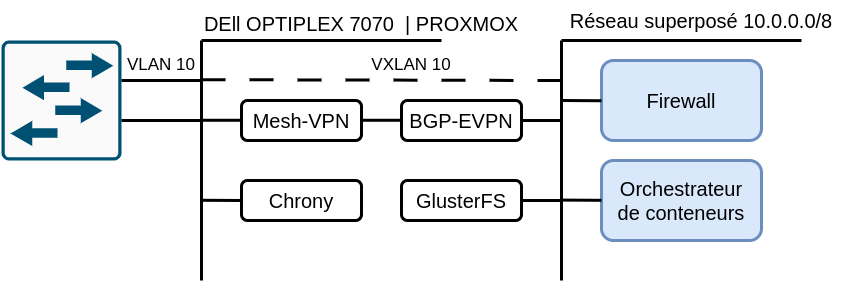 DEll OPTIPLEX 7070 | PROXMOX
Réseau superposé 10.0.0.0/8
VLAN 10
VXLAN 10
Mesh-VPN
BGP-EVPN
Firewall
Chrony
GlusterFS
Orchestrateur
de conteneurs